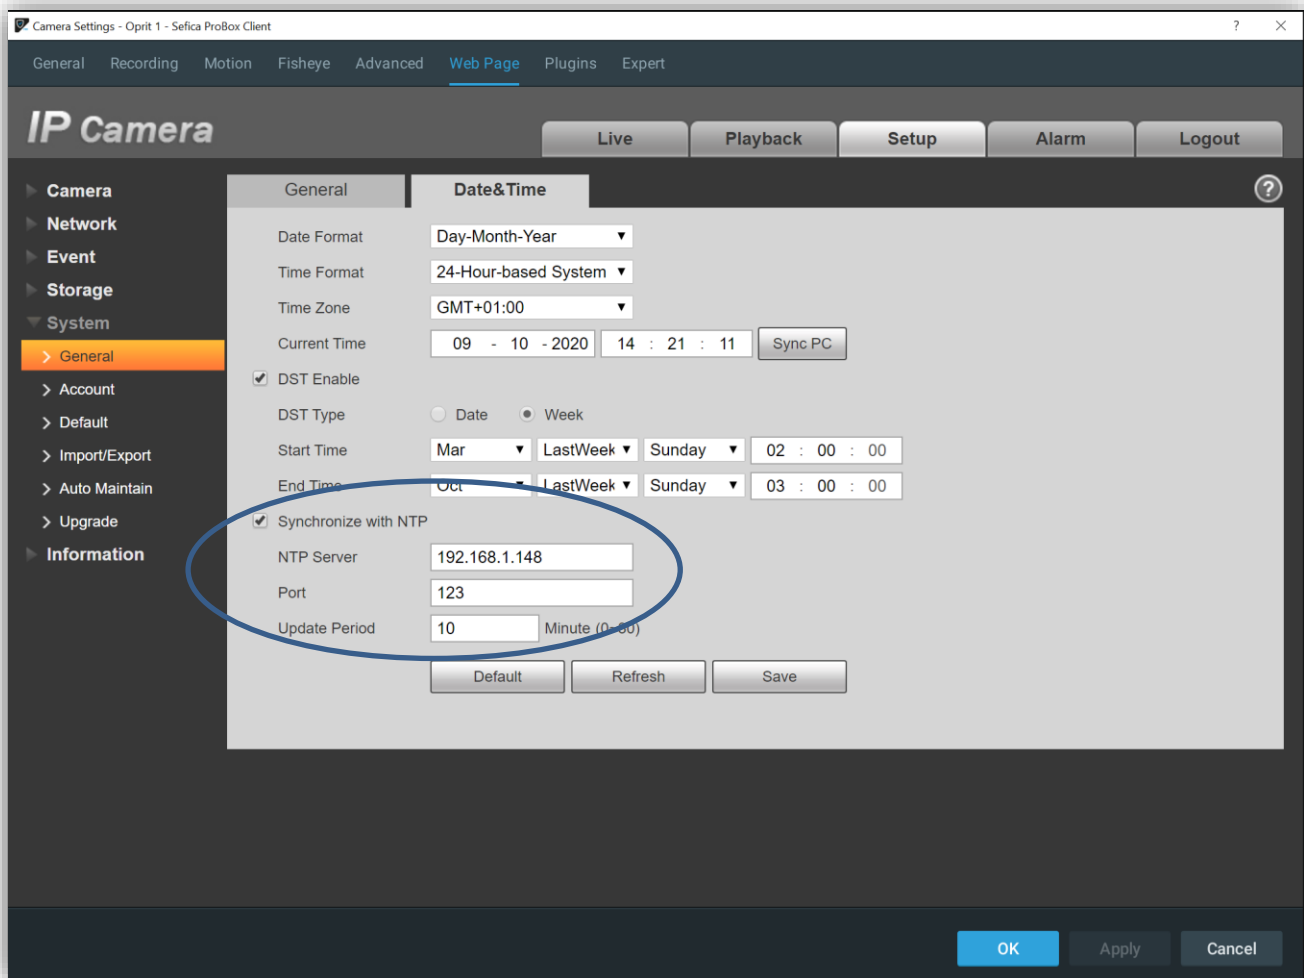 Camera Settings - Oprit 1 - Sefica ProBox Client ?
General Recording Motion Fisheye Advanced Web Page Plugins Expert
IP Camera
Live Playback Setup Alarm Logout
Camera
Network
Event
Storage
System
General
Account
Default
Import/Export
Auto Maintain
Upgrade
Information
General Date&Time ?
Date Format Day-Month-Year
Time Format 24-Hour-based System
Time Zone GMT+01:00
Current Time 09 - 10 - 2020 14 : 21 : 11 Sync PC
DST Enable
DST Type Date Week
Start Time Mar LastWeek Sunday 02 : 00 : 00
End Time Oct LastWeek Sunday 03 : 00 : 00
Synchronize with NTP
NTP Server 192.168.1.148
Port 123
Update Period 10 Minute
Default Refresh Save
OK Apply Cancel